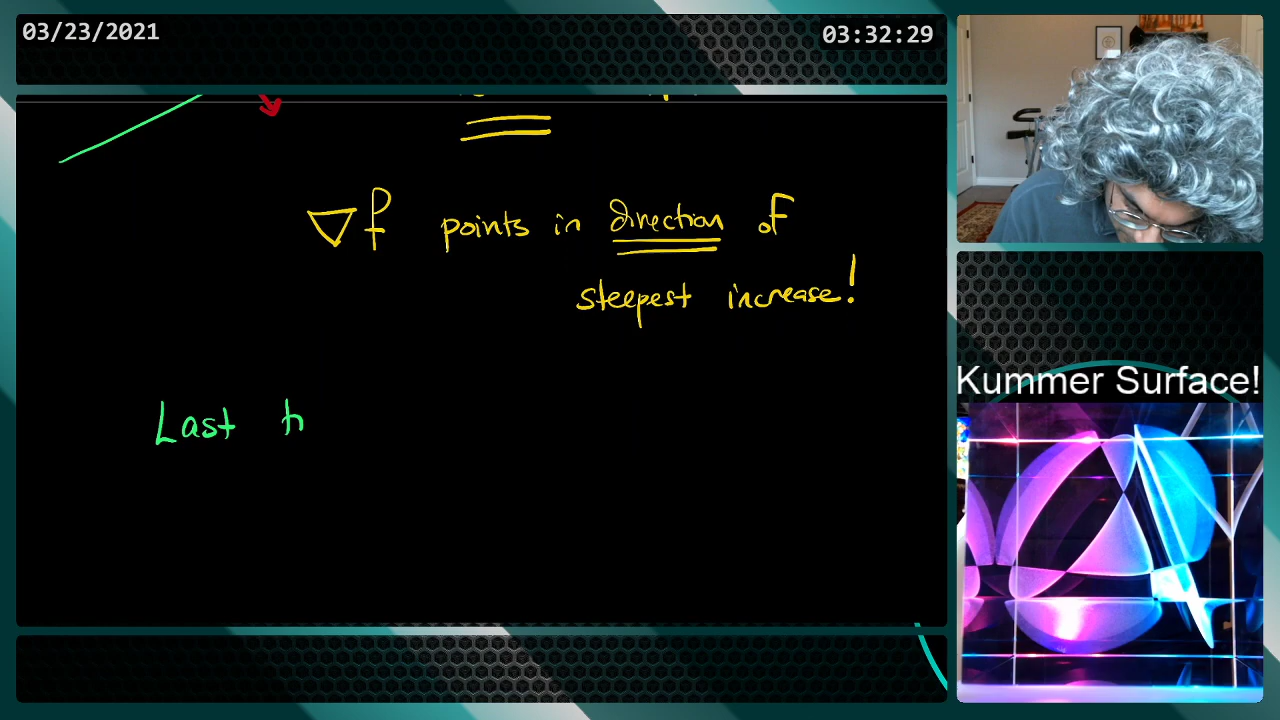 03/23/2021
03:32:29
∇f points in direction of
steepest increase!
Last
Kummer Surface!